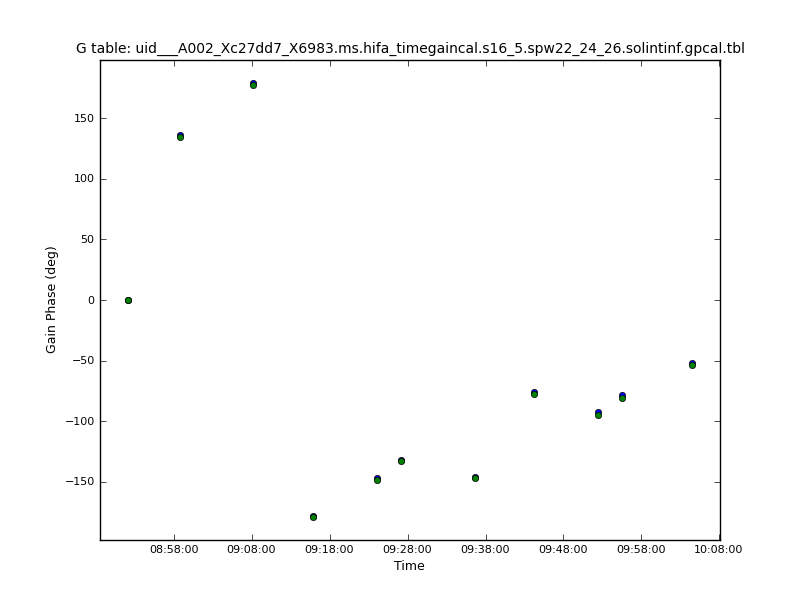 G table: uid___A002_Xc27dd7_X6983.ms.hifa_timegaincal.s16_5.spw22_24_26.solintinf.gpcal.tbl
150
100
50
0
−50
−100
−150
Gain Phase (deg)
08:58:00 09:08:00 09:18:00 09:28:00 09:38:00 09:48:00 09:58:00 10:08:00
Time